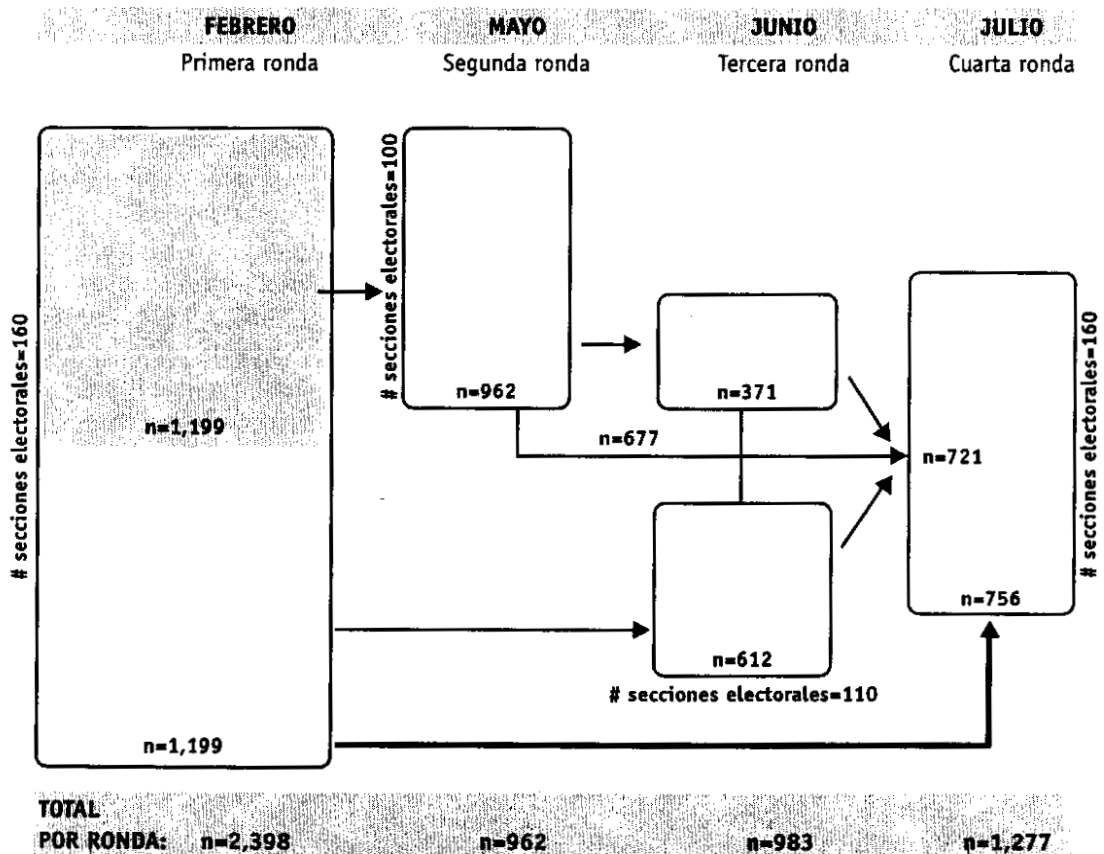 FEBRERO MAYO JUNIO JULIO
Primera ronda Segunda ronda Tercera ronda Cuarta ronda
# secciones electorales=160
n=1,199
n=1,199
# secciones electorales=100
n=962
n=371
n=677
n=721
n=612
# secciones electorales=110
n=756
# secciones electorales=160
TOTAL
POR RONDA: n=2,398 n=962 n=983 n=1,277